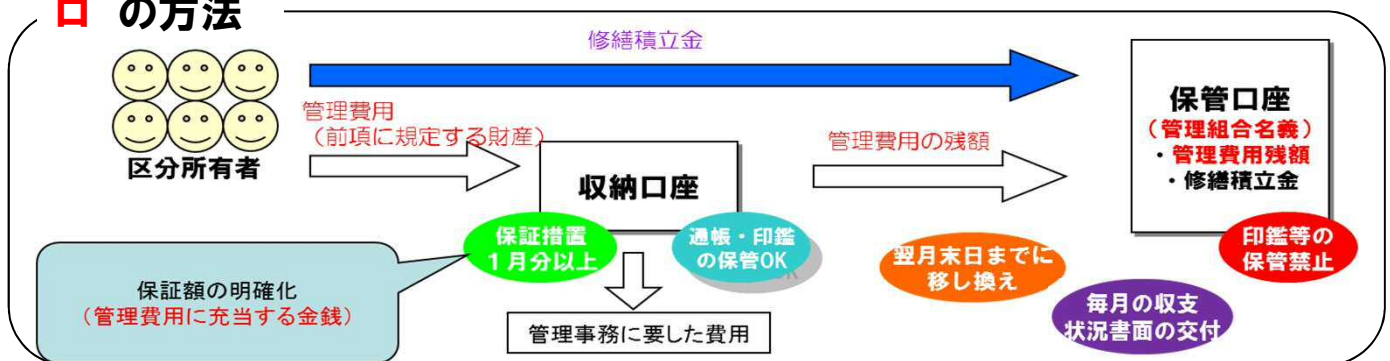 ロ の方法
修繕積立金
管理費用
（前項に規定する財産）
区分所有者
収納口座
管理費用の残額
保管口座
（管理組合名義）
・管理費用残額
・修繕積立金
保証措置
１月分以上
通帳・印鑑
の保管OK
翌月末日までに
移し換え
印鑑等の
保管禁止
毎月の収支
状況書面の交付
保証額の明確化
（管理費用に充当する金銭）
管理事務に要した費用